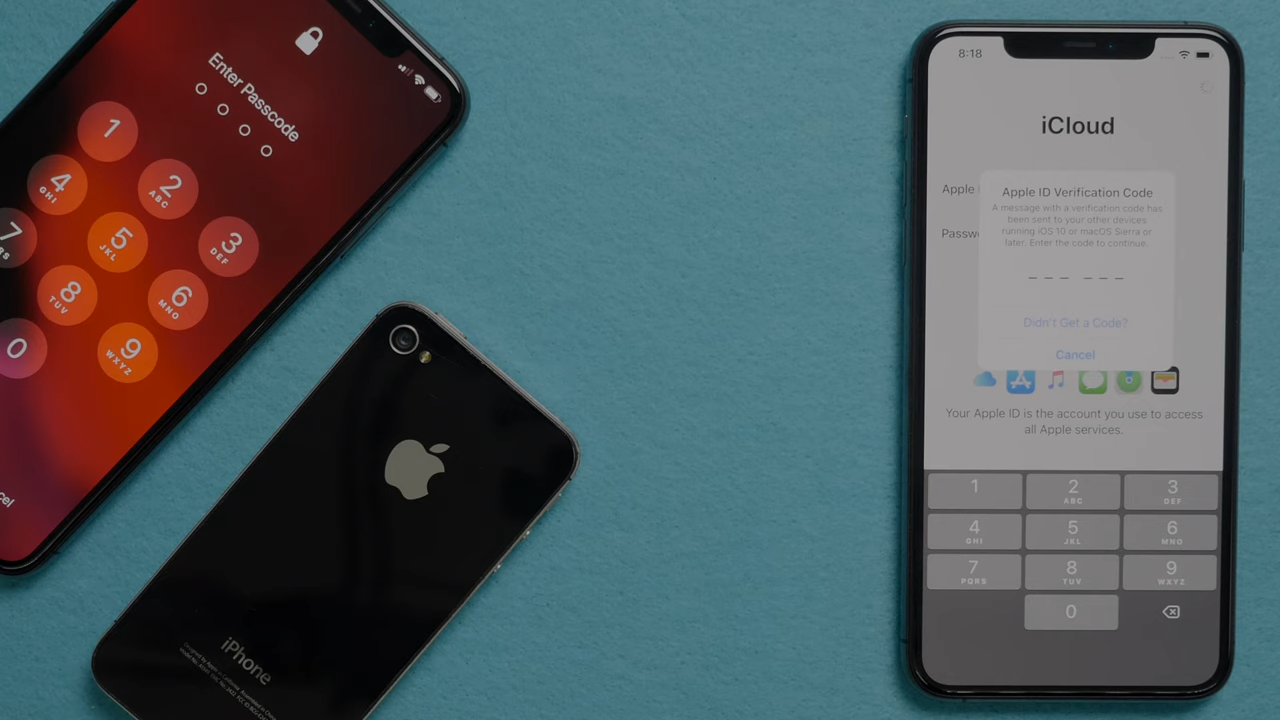 Enter Passcode
1
2
ABC
3
DEF
4
GHI
5
JKL
6
MNO
8
TUV
9
WXYZ
0
iPhone
8:18
iCloud
Apple
Apple ID Verification Code
A message with a verification code has
been sent to your other devices
running iOS 10 or macOS Sierra or
later. Enter the code to continue.
Didn't Get a Code?
Cancel
Your Apple ID is the account you use to access
all Apple services.
1
2
ABC
3
DEF
4
GHI
5
JKL
6
MNO
7
PQRS
8
TUV
9
WXYZ
0